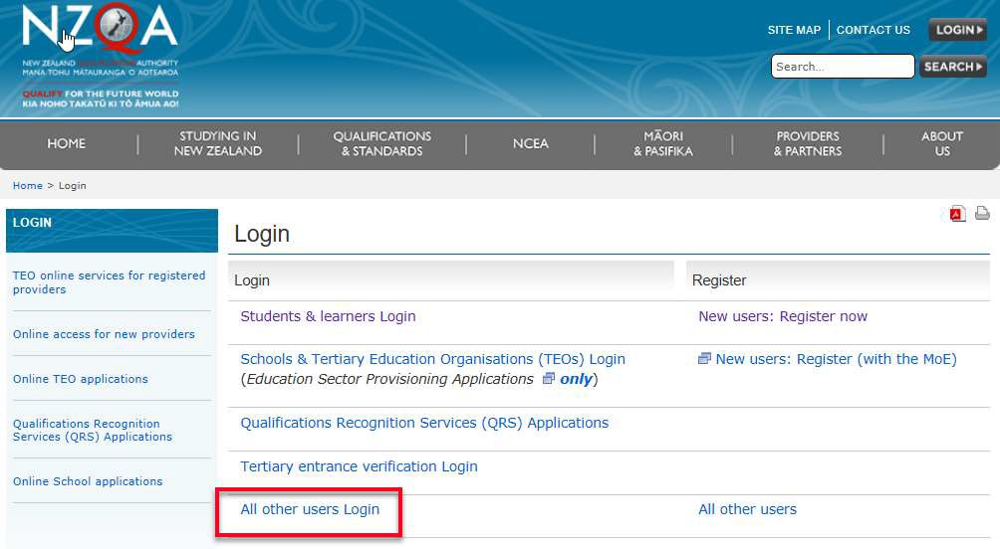 NZQA
NEW ZEALAND QUALIFICATIONS AUTHORITY
MANA TOHU MĀTAURANGA O AOTEAROA
QUALIFY FOR THE FUTURE WORLD
KIA NOHO TAKATŪ KI TŌ ĀMUA AO!
SITE MAP CONTACT US LOGIN
Search... SEARCH
HOME
STUDYING IN
NEW ZEALAND
QUALIFICATIONS
& STANDARDS
NCEA
MĀORI
& PASIFIKA
PROVIDERS
& PARTNERS
ABOUT
US
Home > Login
LOGIN
TEO online services for registered
providers
Online access for new providers
Online TEO applications
Qualifications Recognition
Services (QRS) Applications
Online School applications
Login
Login Register
Students & learners Login New users: Register now
Schools & Tertiary Education Organisations (TEOs) Login New users: Register (with the MoE)
(Education Sector Provisioning Applications only)
Qualifications Recognition Services (QRS) Applications
Tertiary entrance verification Login
All other users Login All other users